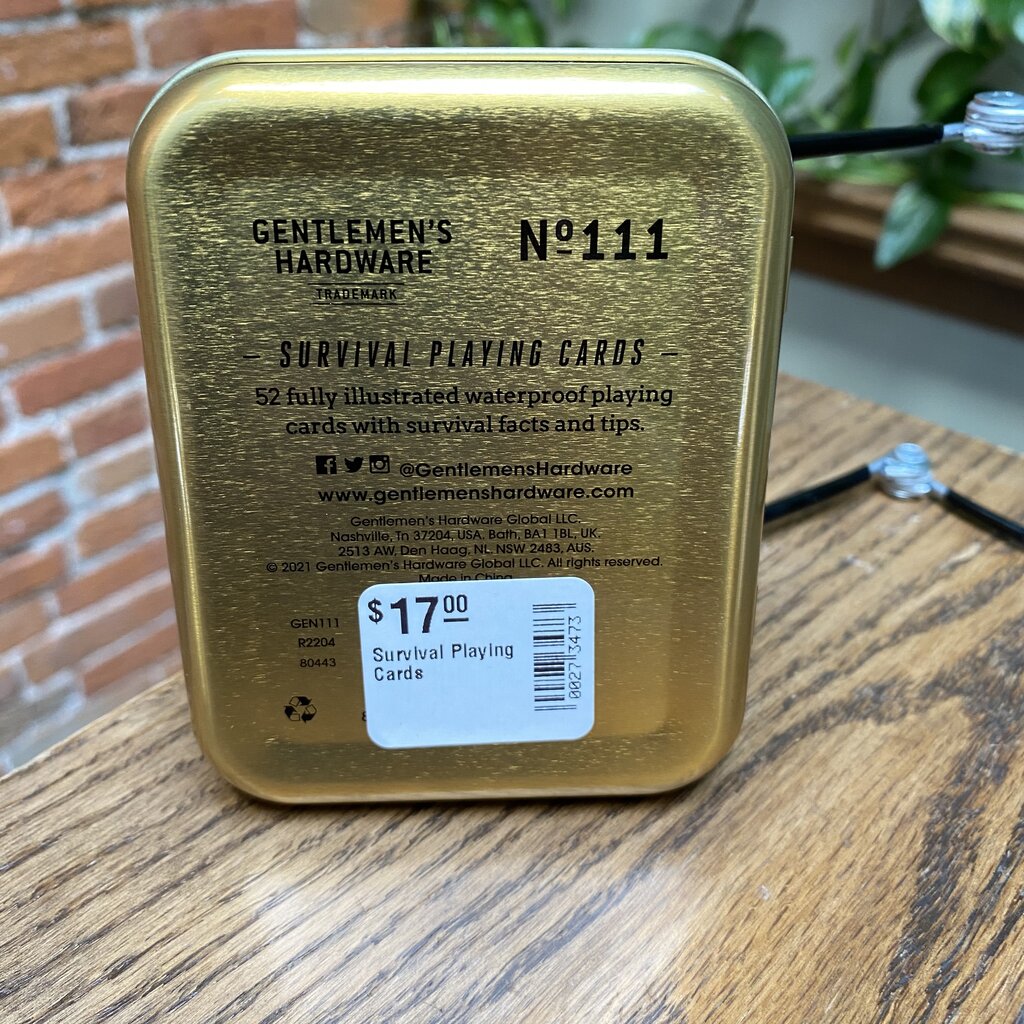 GENTLEMEN'S
HARDWARE
TRADEMARK
Nº111
– SURVIVAL PLAYING CARDS –
52 fully illustrated waterproof playing
cards with survival facts and tips.
@GentlemensHardware
www.gentlemenshardware.com
Gentlemen's Hardware Global LLC.
Nashville, Tn 37204, USA, Bath, BA1 1BL, UK.
2513 AW, Den Haag, NL NSW 2483, AUS.
© 2021 Gentlemen's Hardware Global LLC. All rights reserved.
Made in China
GEN111
R2204
80443
$17.00
Survival Playing
Cards
00273473